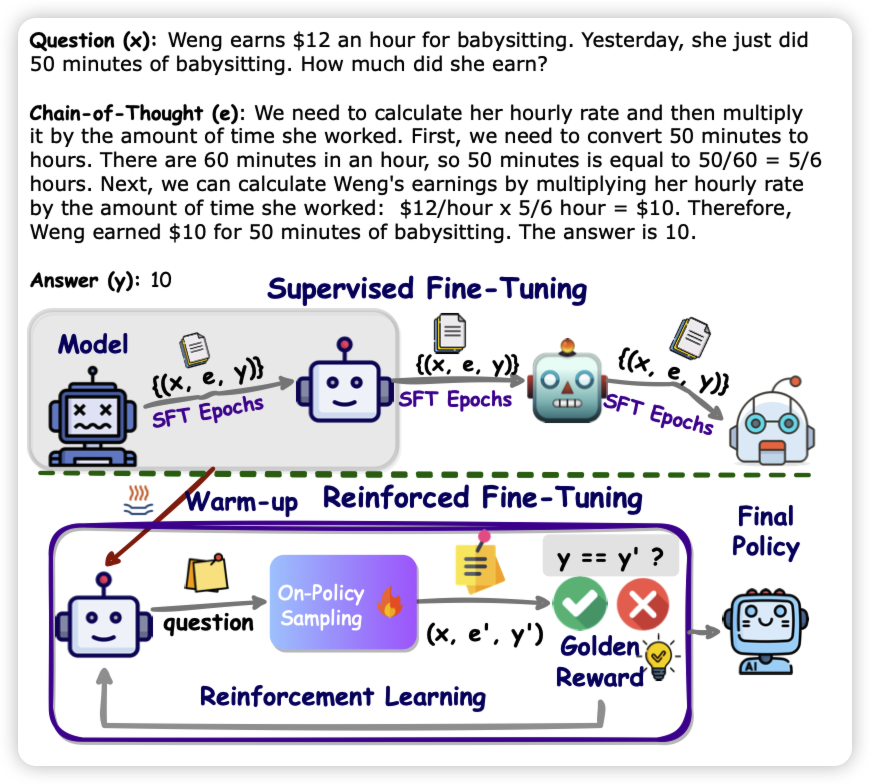 Question (x): Weng earns $12 an hour for babysitting. Yesterday, she just did
50 minutes of babysitting. How much did she earn?
Chain-of-Thought (e): We need to calculate her hourly rate and then multiply
it by the amount of time she worked. First, we need to convert 50 minutes to
hours. There are 60 minutes in an hour, so 50 minutes is equal to 50/60 = 5/6
hours. Next, we can calculate Weng's earnings by multiplying her hourly rate
by the amount of time she worked: $12/hour x 5/6 hour = $10. Therefore,
Weng earned $10 for 50 minutes of babysitting. The answer is 10.
Answer (y): 10
Supervised Fine-Tuning
Model
{(x, e, y)}
SFT Epochs
{(x, e, y)}
SFT Epochs
{(x, e, y)}
SFT Epochs
Warm-up
Reinforced Fine-Tuning
question
On-Policy
Sampling
(x, e', y')
y == y' ?
Golden
Reward
Reinforcement Learning
Final
Policy
AI